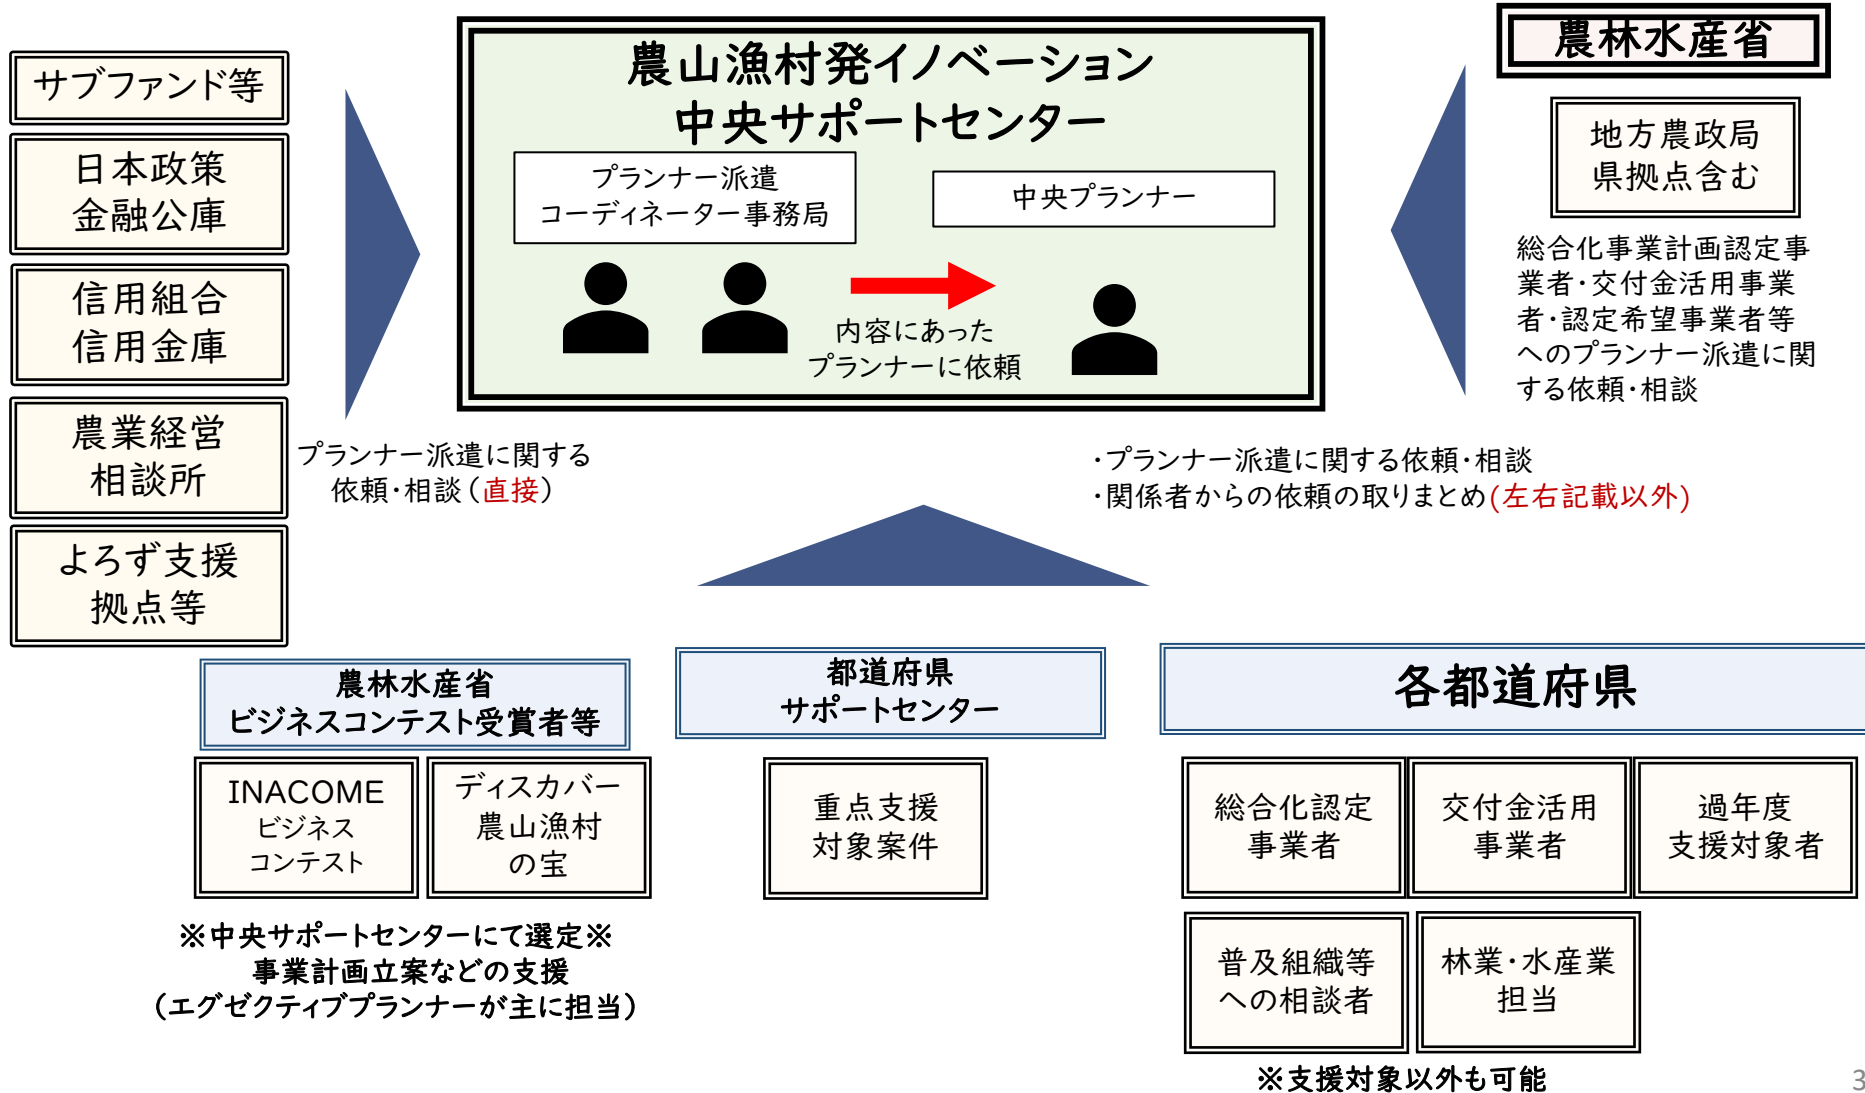 農山漁村発イノベーション
中央サポートセンター
プランナー派遣
コーディネーター事務局
中央プランナー
内容にあった
プランナーに依頼
サブファンド等
日本政策
金融公庫
信用組合
信用金庫
農業経営
相談所
よろず支援
拠点等
プランナー派遣に関する
依頼・相談（直接）
農林水産省
地方農政局
県拠点含む
総合化事業計画認定事
業者・交付金活用事業
者・認定希望事業者等
へのプランナー派遣に関
する依頼・相談
・プランナー派遣に関する依頼・相談
・関係者からの依頼の取りまとめ(左右記載以外)
農林水産省
ビジネスコンテスト受賞者等
INACOME
ビジネス
コンテスト
ディスカバー
農山漁村
の宝
※中央サポートセンターにて選定※
事業計画立案などの支援
（エグゼクティブプランナーが主に担当）
都道府県
サポートセンター
重点支援
対象案件
各都道府県
総合化認定
事業者
交付金活用
事業者
過年度
支援対象者
普及組織等
への相談者
林業・水産業
担当
※支援対象以外も可能
3